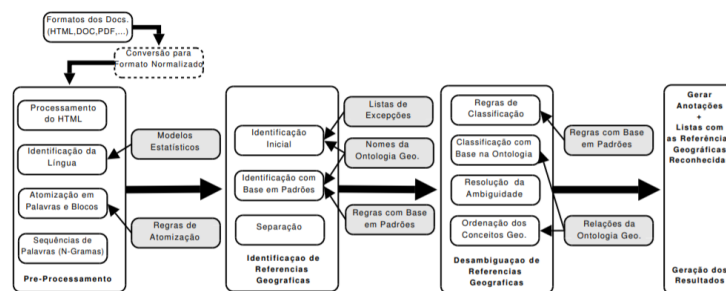 Formatos dos Docs.
(HTML,DOC,PDF,...)
Conversão para
Formato Normalizado
Processamento
do HTML
Identificação da
Língua
Atomização em
Palavras e Blocos
Sequências de
Palavras (N-Gramas)
Pre-Processamento
Modelos
Estatísticos
Regras de
Atomização
Identificação
Inicial
Identificação com
Base em Padrões
Separação
Identificaçao de
Referencias
Geograficas
Listas de
Excepções
Nomes da
Ontologia Geo.
Regras com Base
em Padrões
Regras de
Classificação
Classificação com
Base na Ontologia
Resolução da
Ambiguidade
Ordenação dos
Conceitos Geo.
Desambiguaçao de
Referencias
Geograficas
Regras com Base
em Padrões
Relações da
Ontologia Geo.
Gerar
Anotações
+
Listas com
as Referência
Geográficas
Reconhecida
Geração dos
Resultados